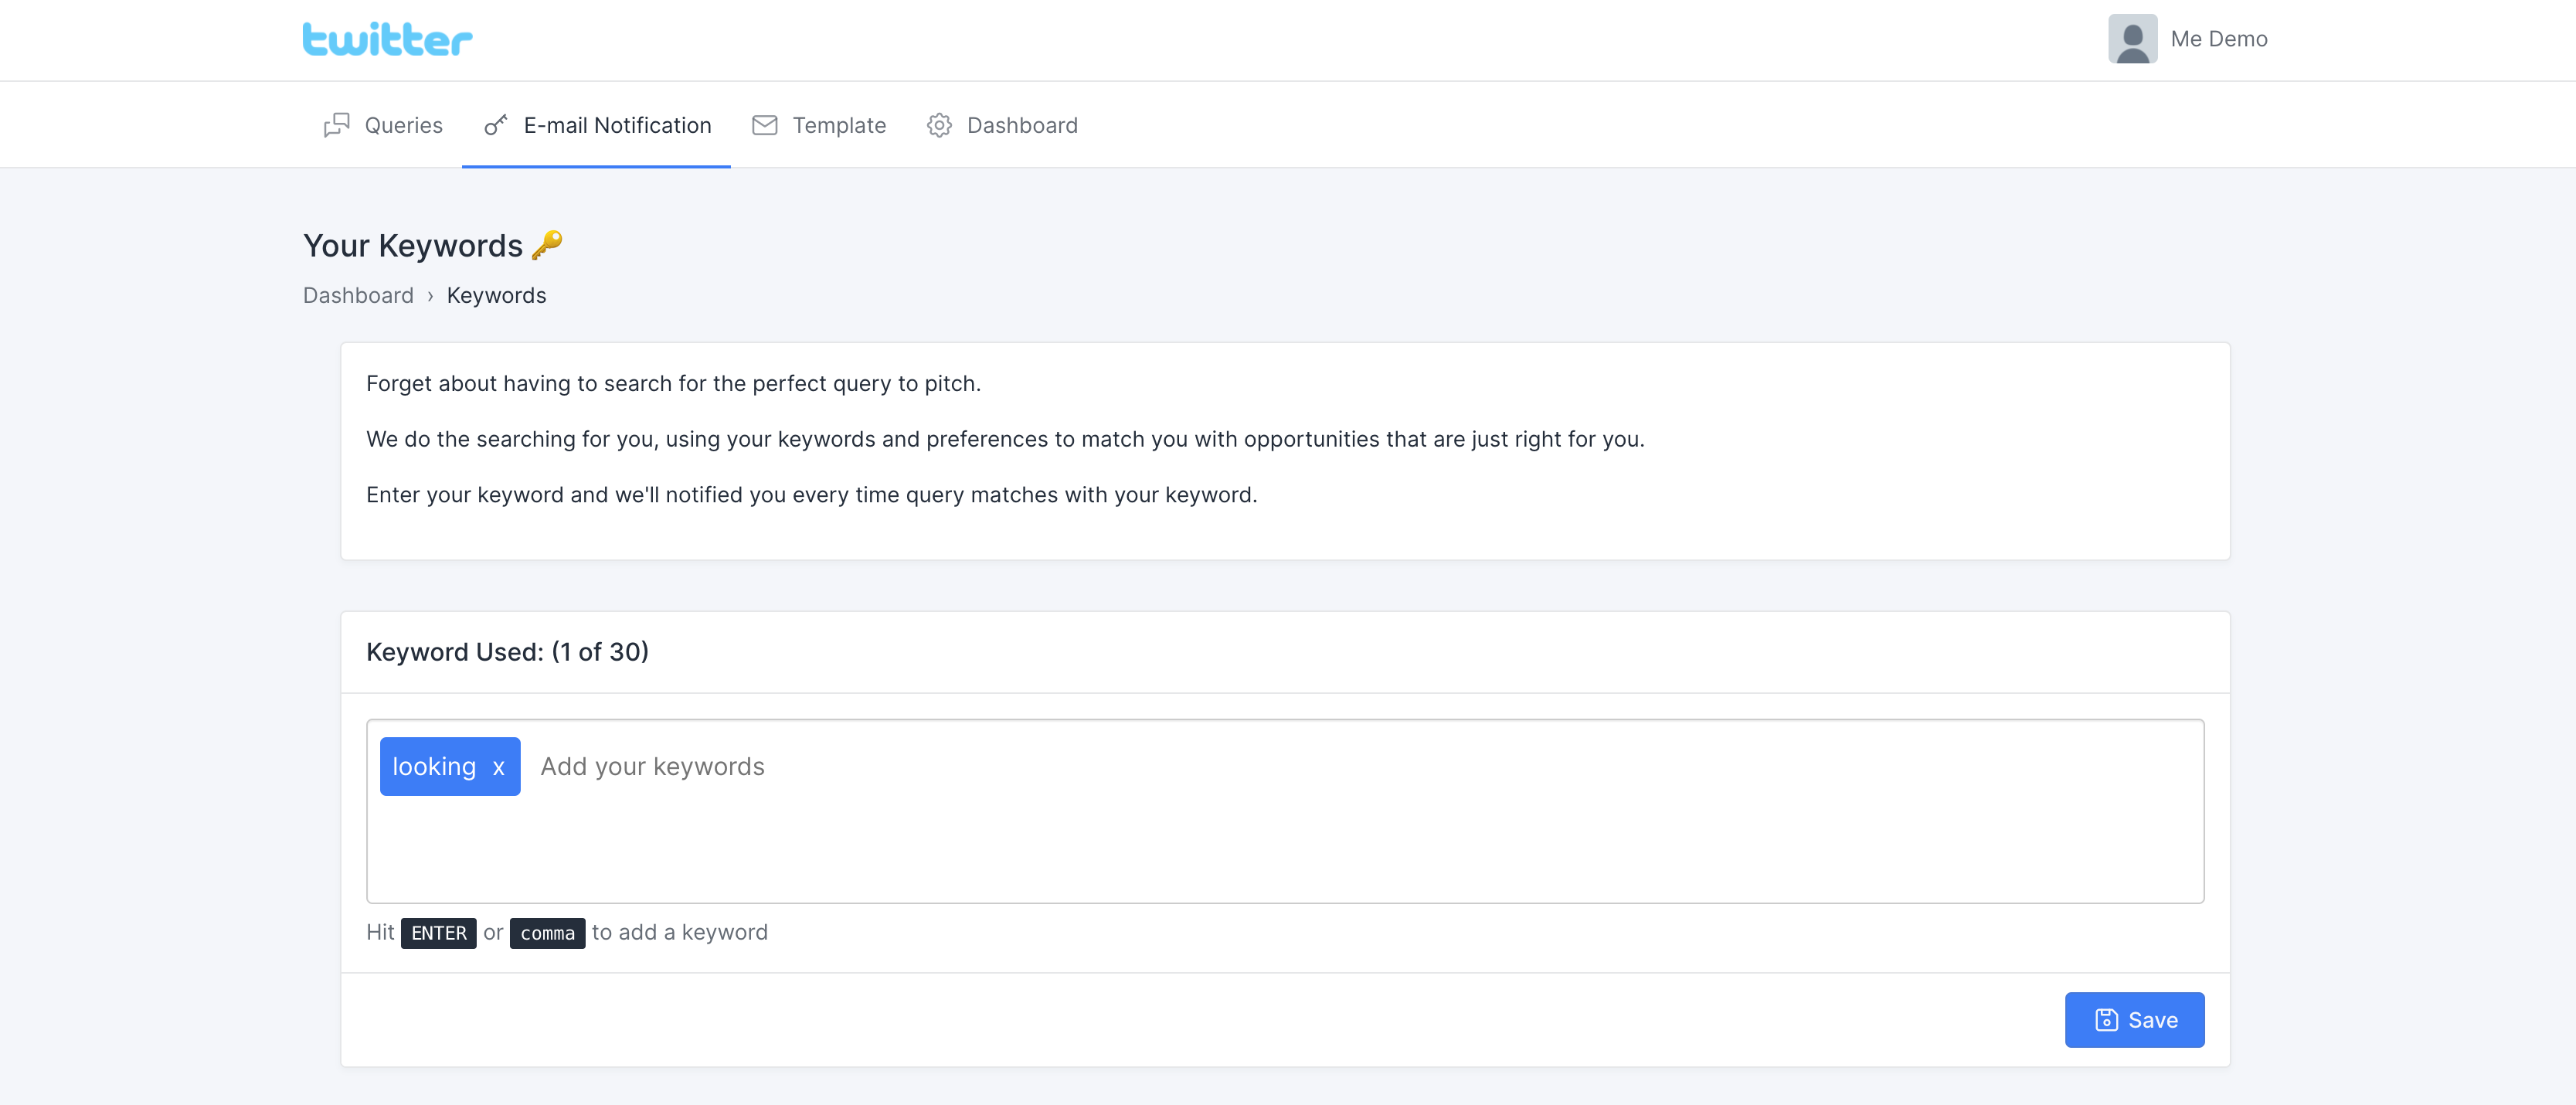 twitter
Me Demo
Queries
E-mail Notification
Template
Dashboard
Your Keywords 🔑
Dashboard › Keywords
Forget about having to search for the perfect query to pitch.
We do the searching for you, using your keywords and preferences to match you with opportunities that are just right for you.
Enter your keyword and we'll notified you every time query matches with your keyword.
Keyword Used: (1 of 30)
looking x Add your keywords
Hit ENTER or comma to add a keyword
Save